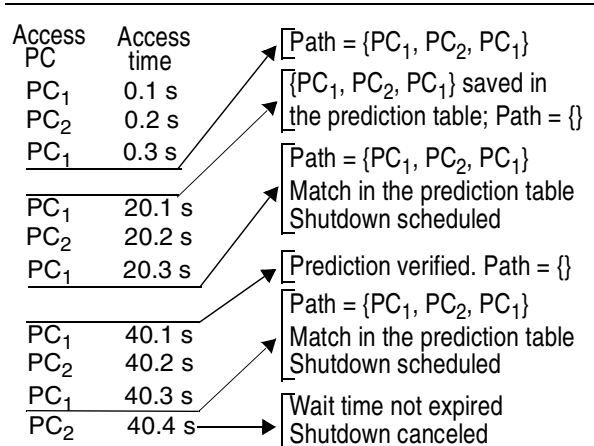 Access PC Access time
PC₁ 0.1 s
PC₂ 0.2 s
PC₁ 0.3 s
PC₁ 20.1 s
PC₂ 20.2 s
PC₁ 20.3 s
PC₁ 40.1 s
PC₂ 40.2 s
PC₁ 40.3 s
PC₂ 40.4 s
Path = {PC₁, PC₂, PC₁}
{PC₁, PC₂, PC₁} saved in
the prediction table; Path = {}
Path = {PC₁, PC₂, PC₁}
Match in the prediction table
Shutdown scheduled
Prediction verified. Path = {}
Path = {PC₁, PC₂, PC₁}
Match in the prediction table
Shutdown scheduled
Wait time not expired
Shutdown canceled